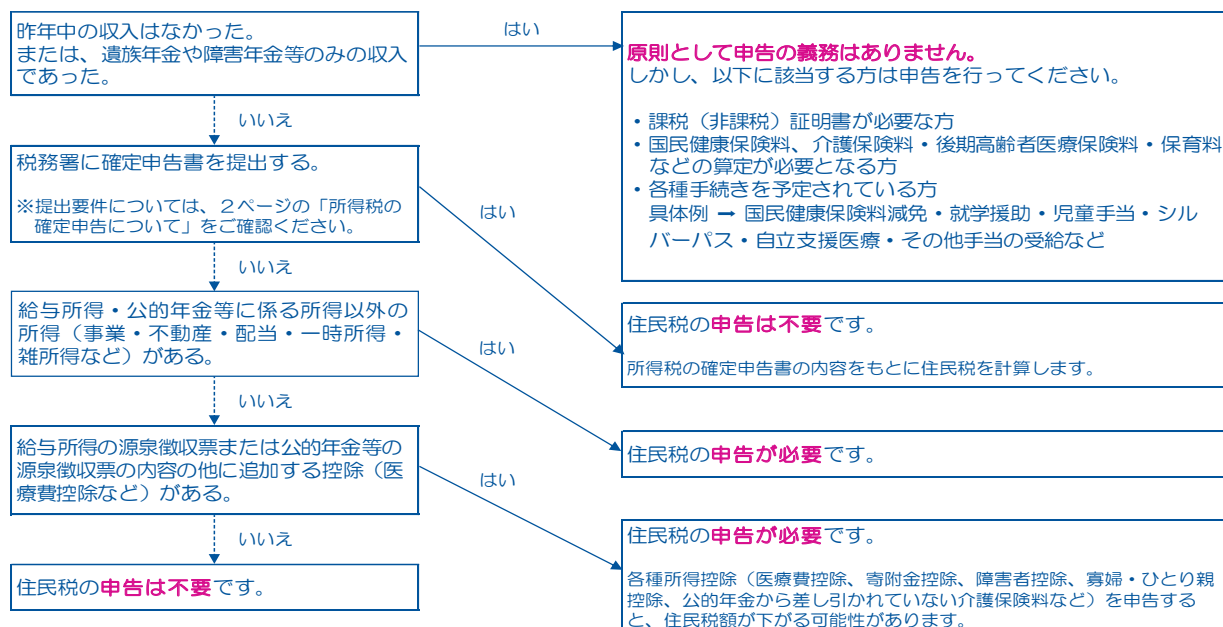 昨年中の収入はなかった。
または、遺族年金や障害年金等のみの収入
であった。
はい
原則として申告の義務はありません。
しかし、以下に該当する方は申告を行ってください。
・課税（非課税）証明書が必要な方
・国民健康保険料、介護保険料・後期高齢者医療保険料・保育料
などの算定が必要となる方
・各種手続きを予定されている方
具体例 → 国民健康保険料減免・就学援助・児童手当・シル
バーパス・自立支援医療・その他手当の受給など
いいえ
税務署に確定申告書を提出する。
※提出要件については、２ページの「所得税の
確定申告について」をご確認ください。
はい
住民税の申告は不要です。
所得税の確定申告書の内容をもとに住民税を計算します。
いいえ
給与所得・公的年金等に係る所得以外の
所得（事業・不動産・配当・一時所得・
雑所得など）がある。
はい
住民税の申告が必要です。
いいえ
給与所得の源泉徴収票または公的年金等の
源泉徴収票の内容の他に追加する控除（医
療費控除など）がある。
はい
住民税の申告が必要です。
各種所得控除（医療費控除、寄附金控除、障害者控除、寡婦・ひとり親
控除、公的年金から差し引かれていない介護保険料など）を申告する
と、住民税額が下がる可能性があります。
いいえ
住民税の申告は不要です。